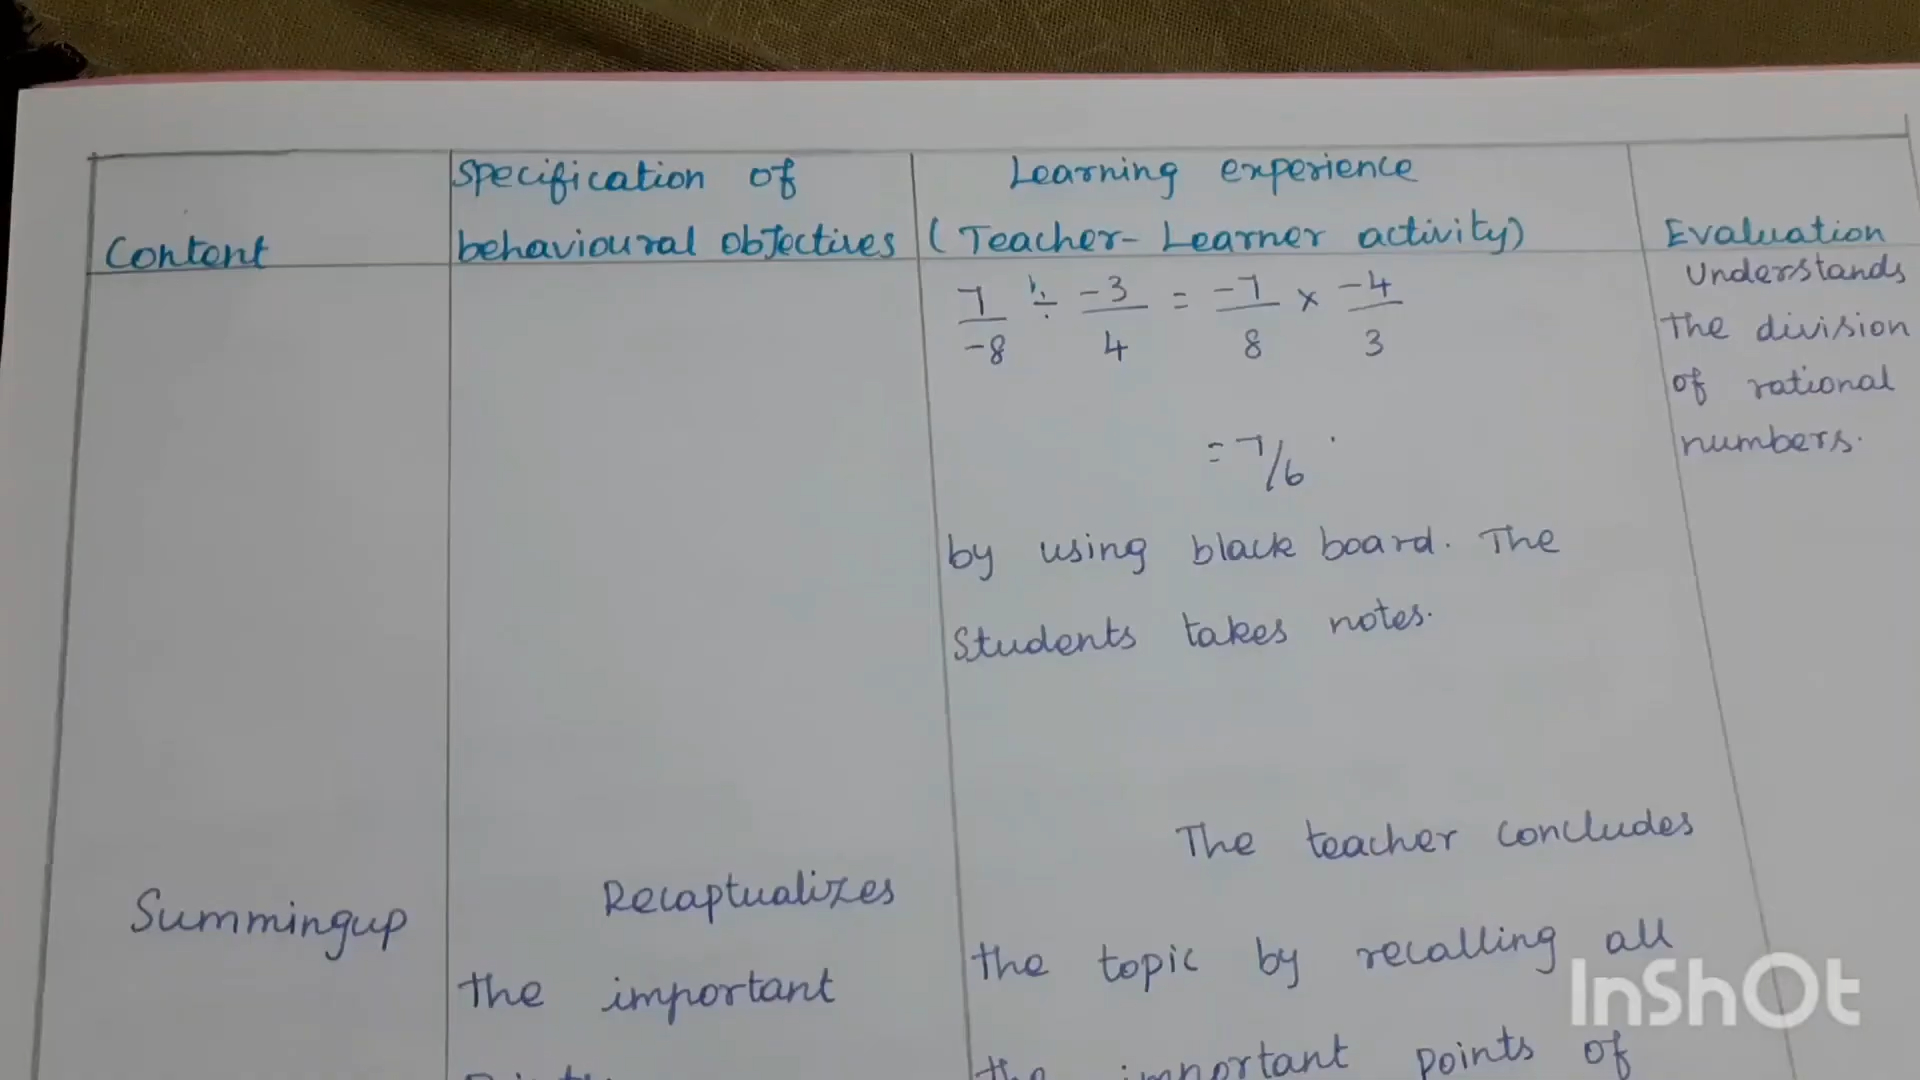 Content
Specification of
behavioural objectives
Learning experience
(Teacher- Learner activity)
Evaluation
7/-8 ÷ -3/4 = -7/8 × -4/3
= 7/6
by using black board. The
Students takes notes.
Understands
the division
of rational
numbers.
Summingup
Recaptualizes
the important
The teacher concludes
the topic by recalling all
the important points of
InShOt